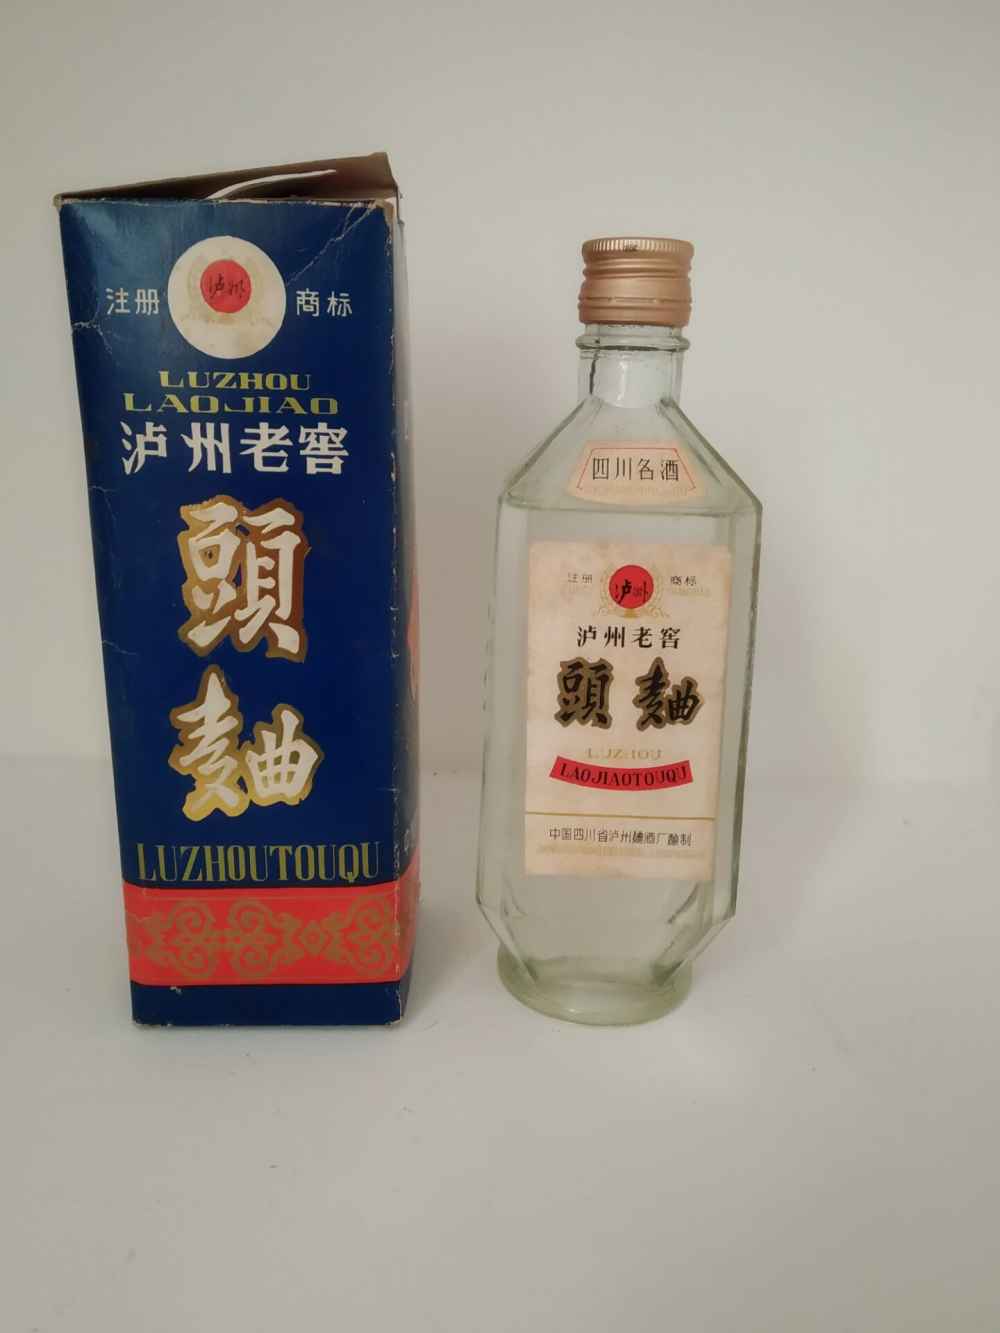 泸州
注册 商标
LUZHOU
LAOJIAO
泸州老窖
頭
麯
LUZHOUTOUQU
四川名酒
注册 泸州 商标
泸州老窖
頭麯
LUZHOU
LAOJIAOTOUQU
中国四川省泸州麯酒厂酿制